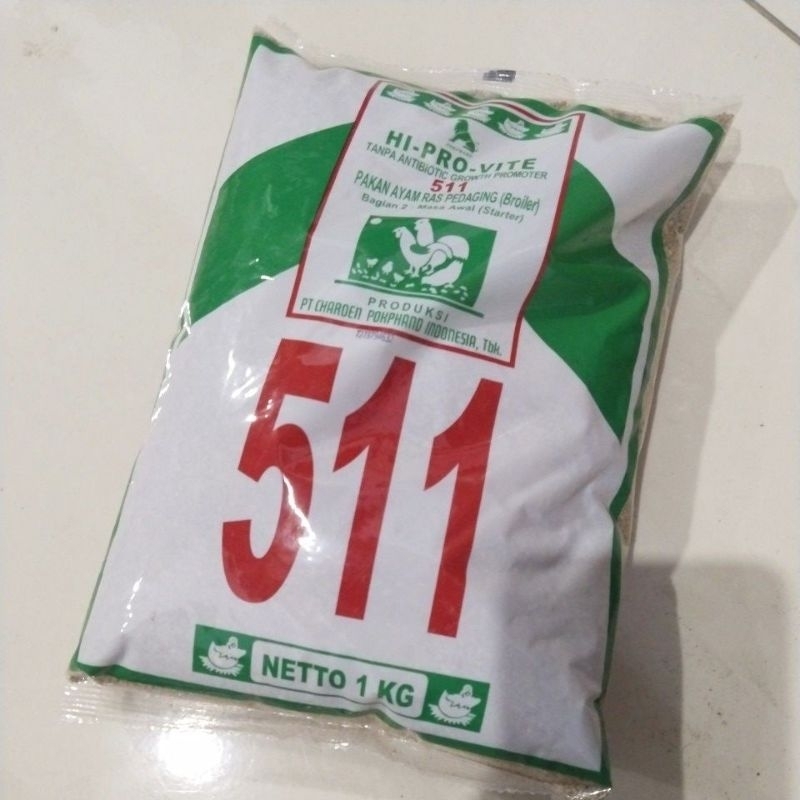 HI-PRO-VITE
TANPA ANTIBIOTIC GROWTH PROMOTER
511
PAKAN AYAM RAS PEDAGING (Broiler)
Bagian 2 - Masa Awal (Starter)
PRODUKSI
PT CHAROEN POKPHAND INDONESIA, Tbk.
511
NETTO 1 KG